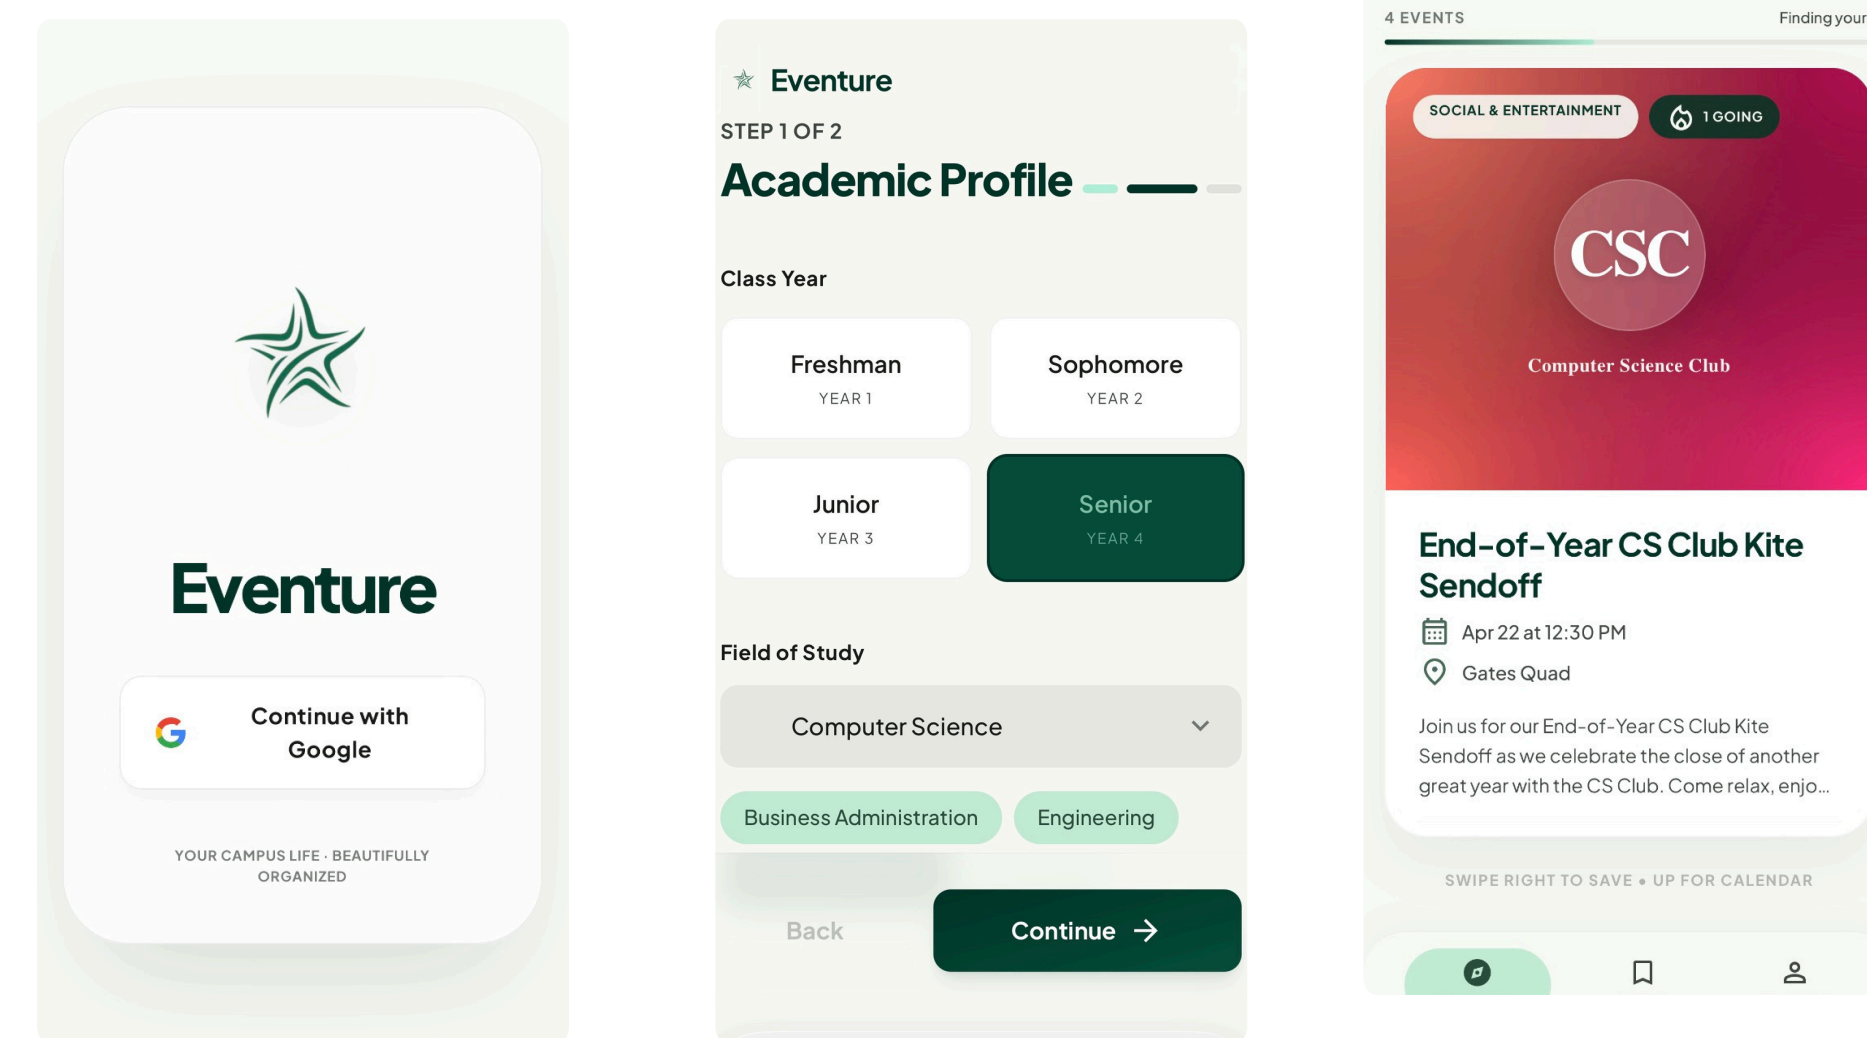 Eventure
Continue with
Google
YOUR CAMPUS LIFE · BEAUTIFULLY
ORGANIZED
Eventure
STEP 1 OF 2
Academic Profile
Class Year
Freshman
YEAR 1
Sophomore
YEAR 2
Junior
YEAR 3
Senior
YEAR 4
Field of Study
Computer Science
Business Administration
Engineering
Back
Continue
4 EVENTS
Finding your
SOCIAL & ENTERTAINMENT
1 GOING
CSC
Computer Science Club
End-of-Year CS Club Kite
Sendoff
Apr 22 at 12:30 PM
Gates Quad
Join us for our End-of-Year CS Club Kite
Sendoff as we celebrate the close of another
great year with the CS Club. Come relax, enjo...
SWIPE RIGHT TO SAVE • UP FOR CALENDAR